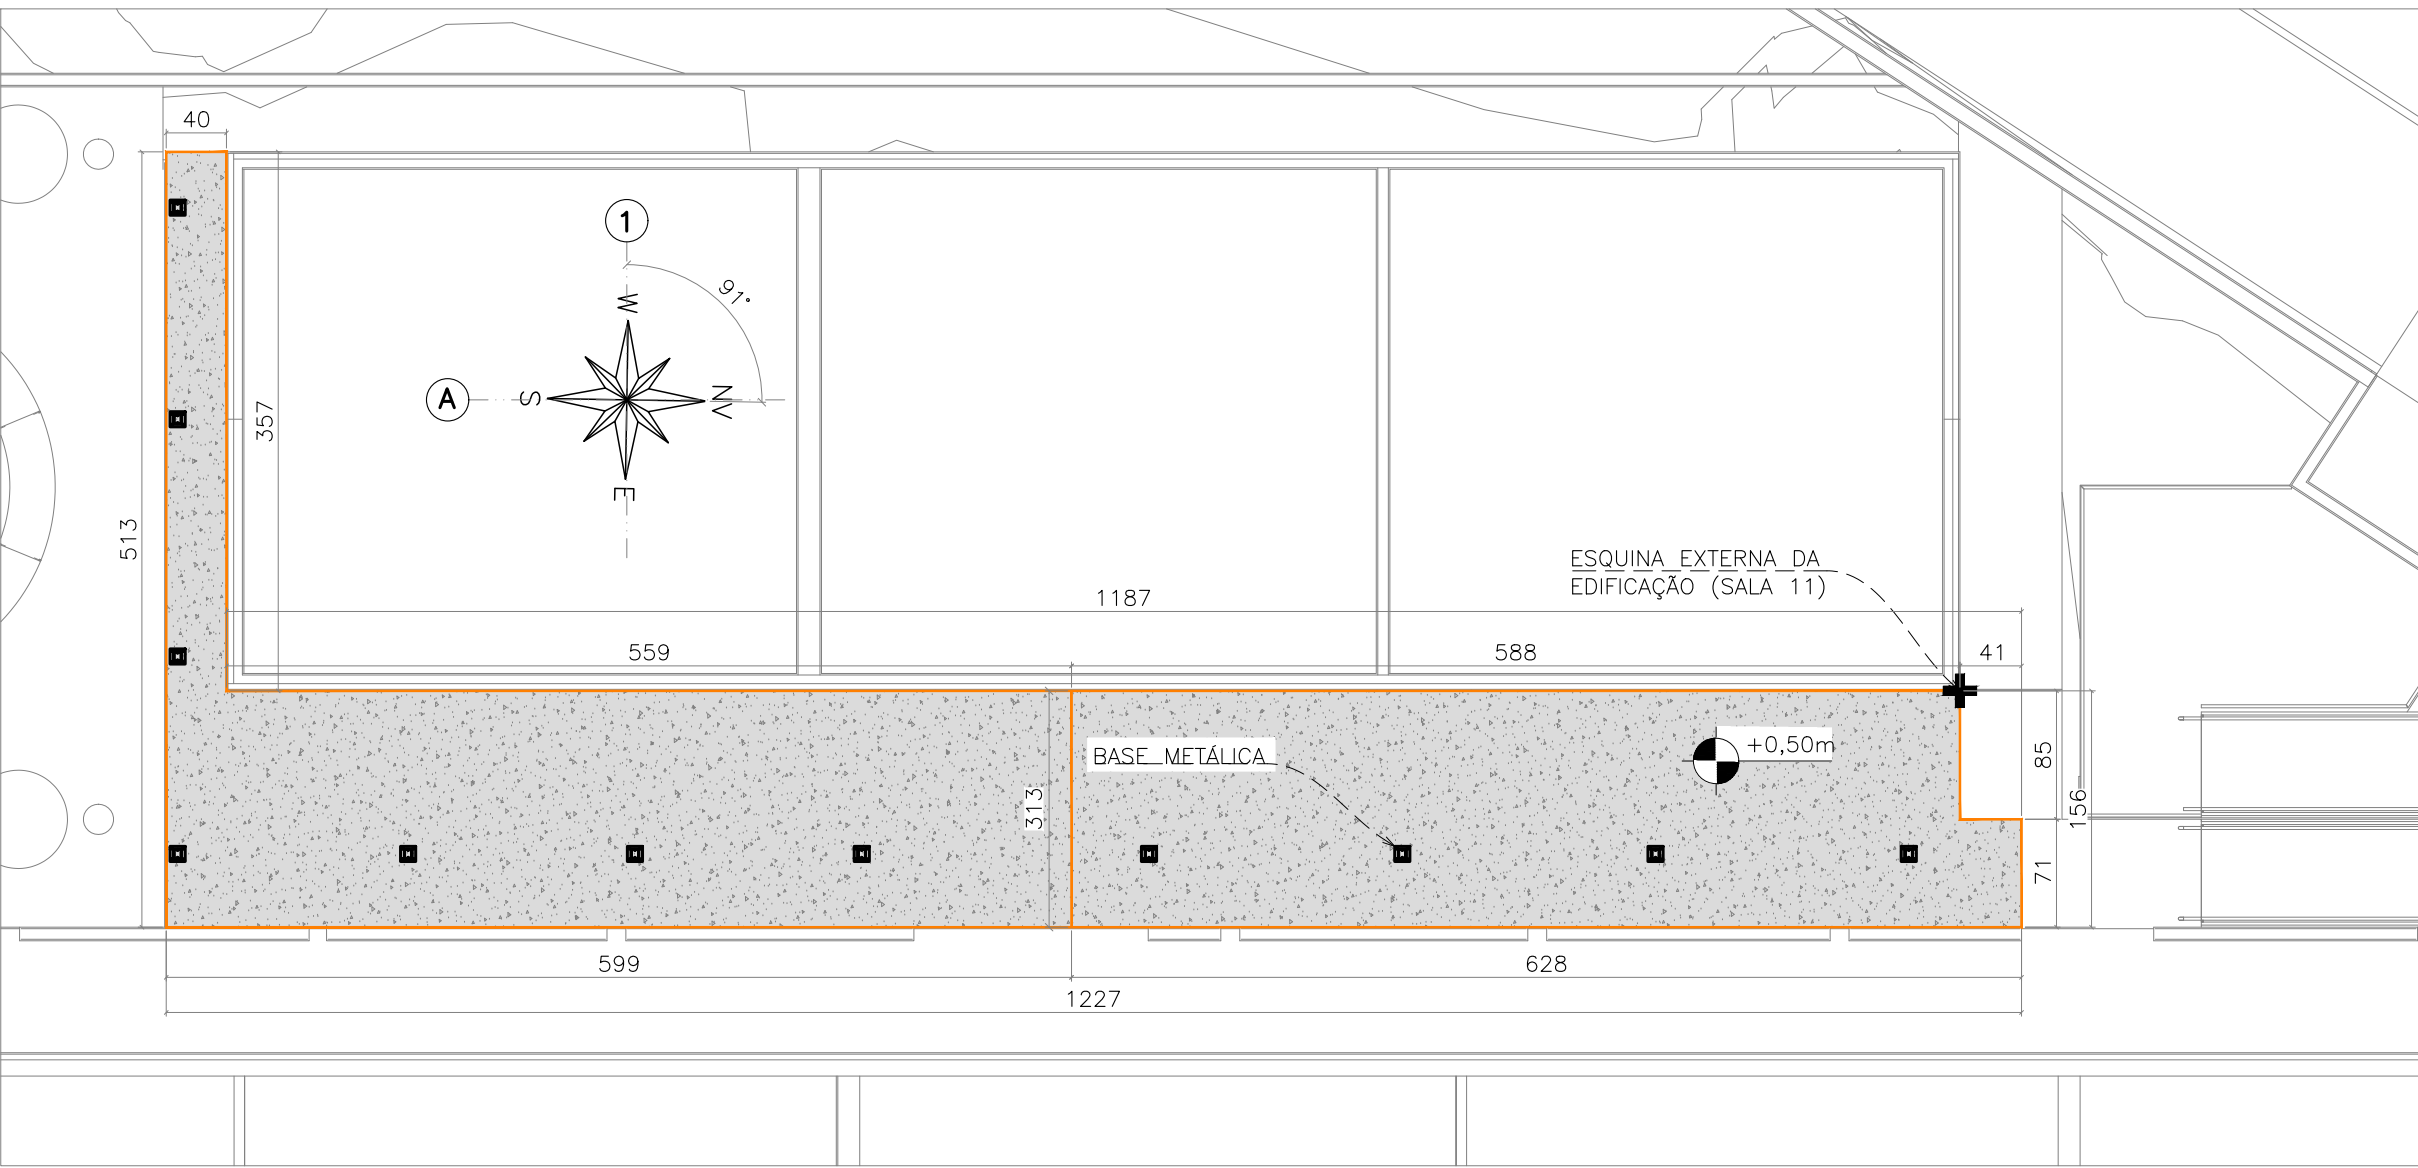 40
1
W
91°
NV
S
A
E
357
513
ESQUINA EXTERNA DA
EDIFICAÇÃO (SALA 11)
1187
559
588
41
BASE METÁLICA
+0,50m
85
313
156
71
599
628
1227